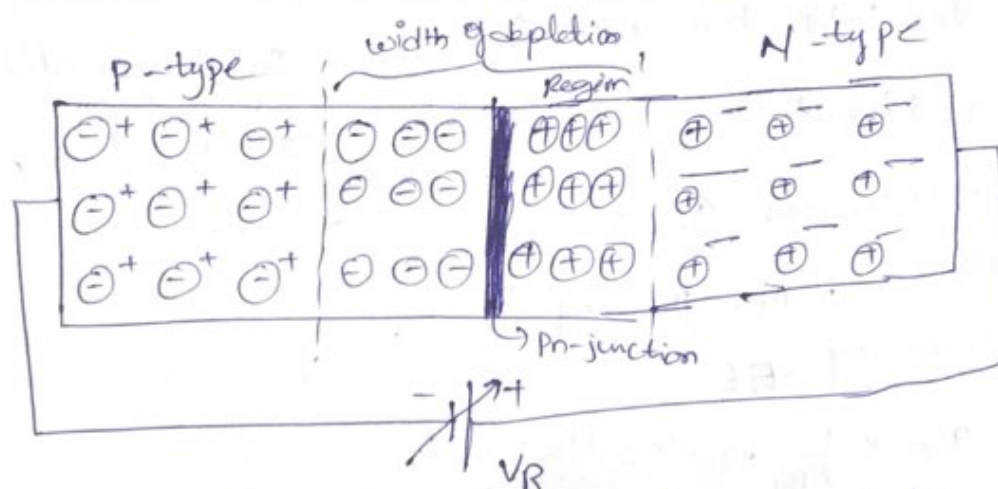 P-type
width of depletion
Region
N-type
⊖+ ⊖+ ⊖+ ⊖ ⊖ ⊖ ⊕ ⊕ ⊕ ⊕- ⊕- ⊕-
⊖+ ⊖+ ⊖+ ⊖ ⊖ ⊖ ⊕ ⊕ ⊕ ⊕- ⊕- ⊕-
⊖+ ⊖+ ⊖+ ⊖ ⊖ ⊖ ⊕ ⊕ ⊕ ⊕- ⊕- ⊕-
Pn-junction
- +
VR